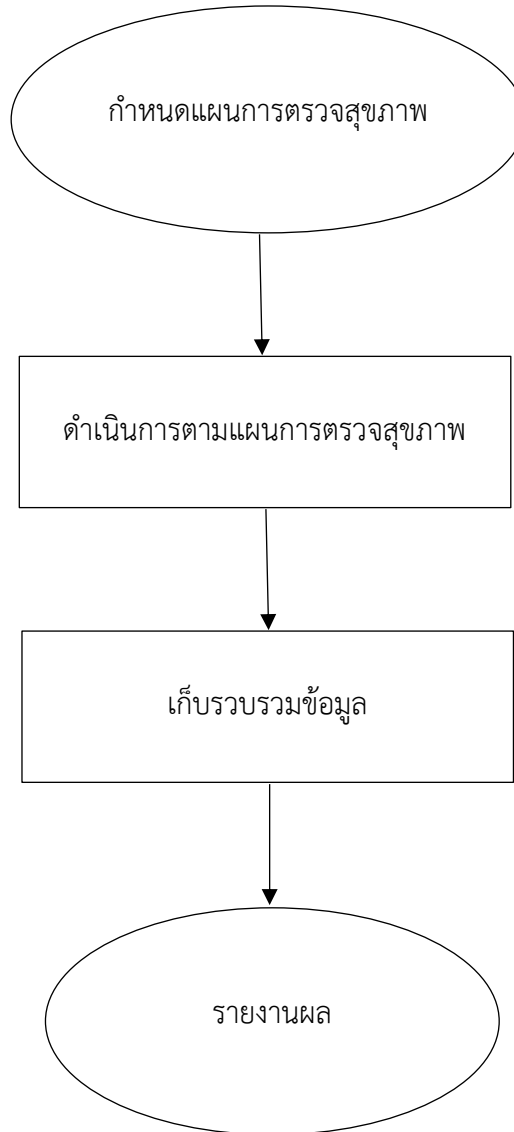 กำหนดแผนการตรวจสุขภาพ
ดำเนินการตามแผนการตรวจสุขภาพ
เก็บรวบรวมข้อมูล
รายงานผล